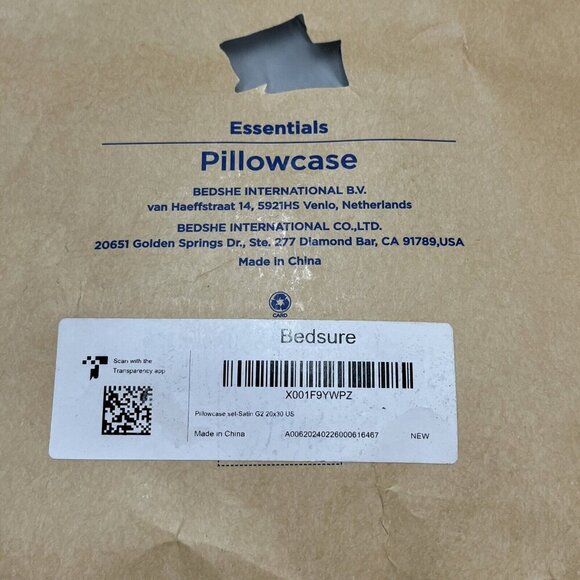 Essentials
Pillowcase
BEDSHE INTERNATIONAL B.V.
van Haeffstraat 14, 5921HS Venlo, Netherlands
BEDSHE INTERNATIONAL CO.,LTD.
20651 Golden Springs Dr., Ste. 277 Diamond Bar, CA 91789,USA
Made in China
CARD
Bedsure
Scan with the
Transparency app
X001F9YWPZ
Pillowcase set-Satin G2 20x30 US
Made in China A00620240226000616467 NEW